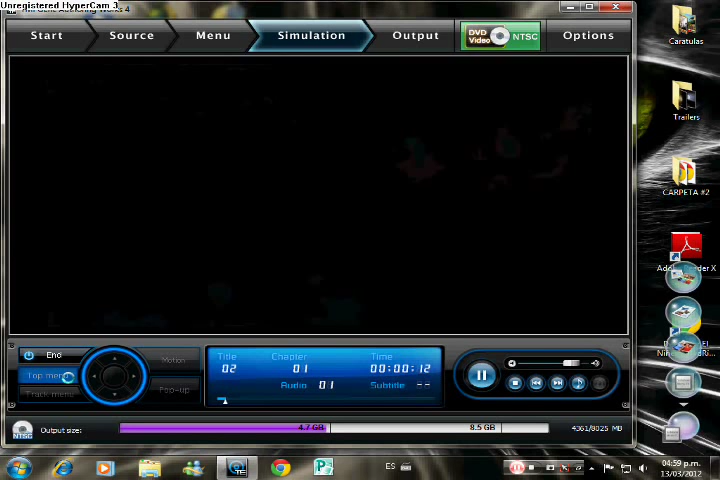 Unregistered HyperCam 3
Start
Source
Menu
Simulation
Output
DVD Video
NTSC
Options
Caratulas
Trailers
CARPETA #2
End
Top menu
Track menu
Motion
Pop-up
Title
Chapter
Time
02
01
00:00:12
Audio 01
Subtitle --
NTSC
Output size:
4.7 GB
8.5 GB
4361/8025 MB
TE
ES
04:59 p.m.
13/03/2012